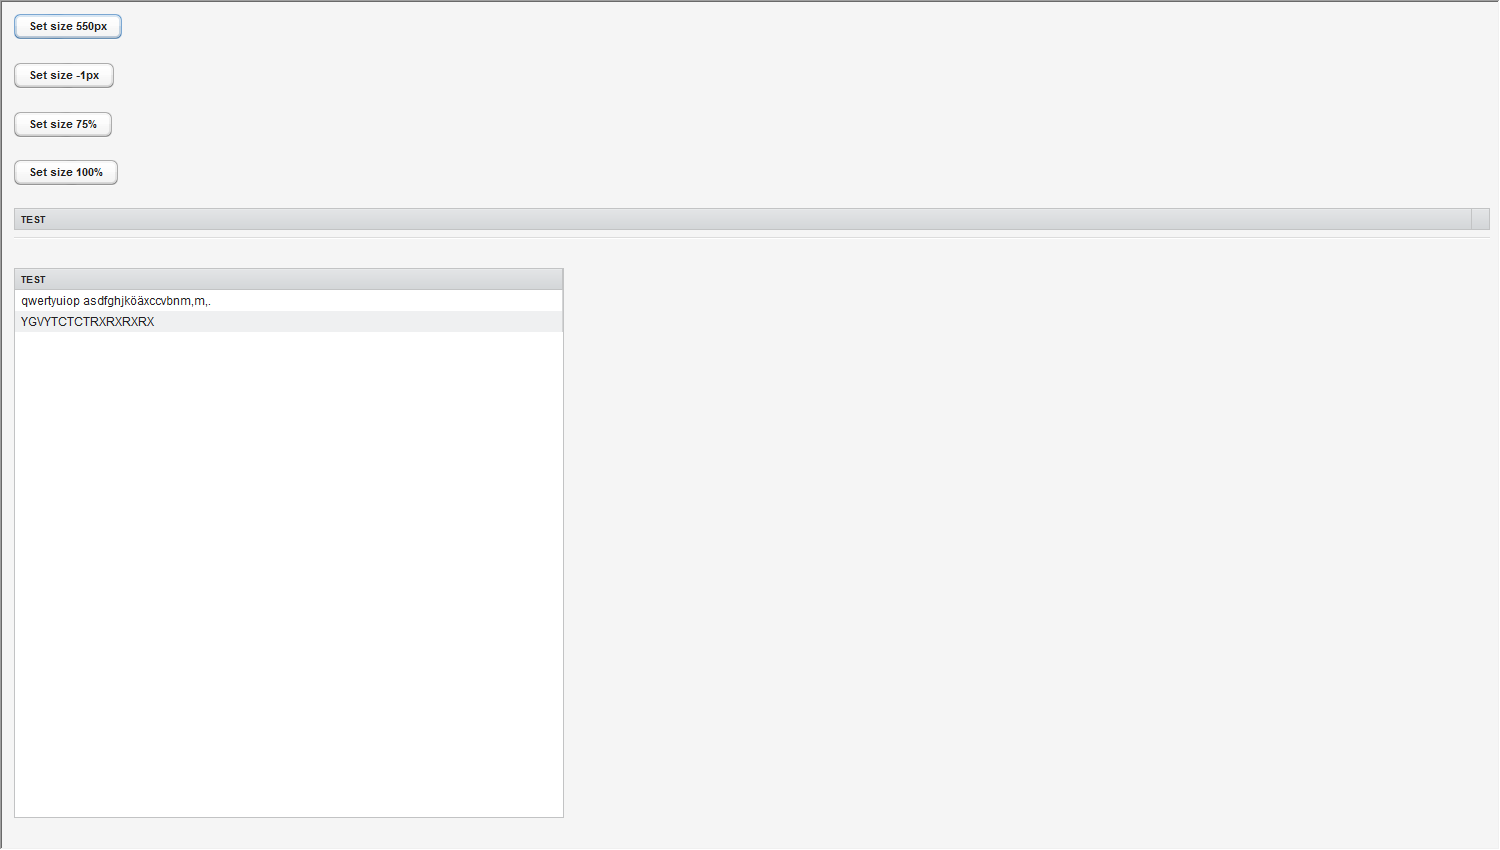 Set size 550px
Set size -1px
Set size 75%
Set size 100%
TEST
TEST
qwertyuiop asdfghjköäxccvbnm,m,.
YGVYTCTCTRXRXRXRX